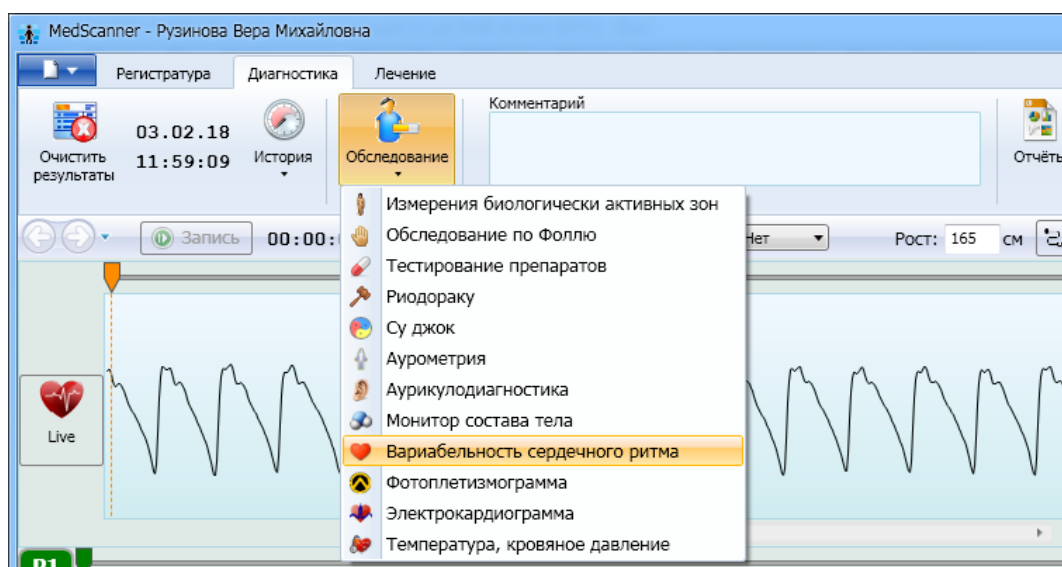 MedScanner - Рузинова Вера Михайловна
Регистратура Диагностика Лечение
Очистить результаты
03.02.18
11:59:09
История
Обследование
Комментарий
Отчёты
Запись 00:00: Нет Рост: 165 см
Измерения биологически активных зон
Обследование по Фоллю
Тестирование препаратов
Риодораку
Су джок
Аурометрия
Аурикулодиагностика
Монитор состава тела
Вариабельность сердечного ритма
Фотоплетизмограмма
Электрокардиограмма
Температура, кровяное давление
Live